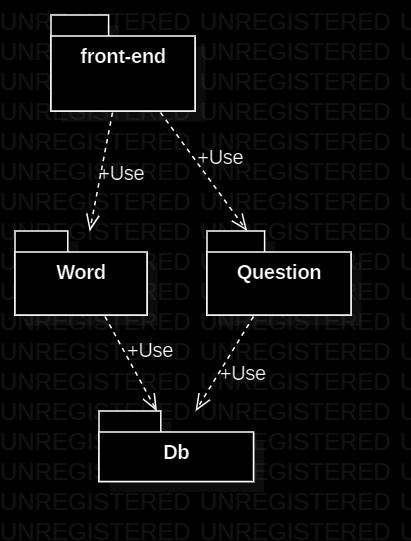 front-end
+Use
+Use
Word
Question
+Use
+Use
Db
UNREGISTERED UNREGISTERED